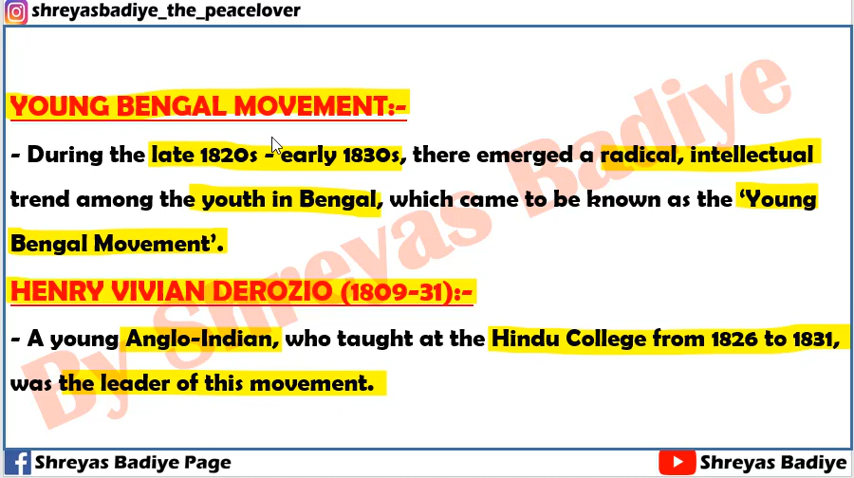 shreyasbadiye_the_peacelover
YOUNG BENGAL MOVEMENT:-
- During the late 1820s - early 1830s, there emerged a radical, intellectual
trend among the youth in Bengal, which came to be known as the ‘Young
Bengal Movement’.
HENRY VIVIAN DEROZIO (1809-31):-
- A young Anglo-Indian, who taught at the Hindu College from 1826 to 1831,
was the leader of this movement.
By Shreyas Badiye
Shreyas Badiye Page
Shreyas Badiye